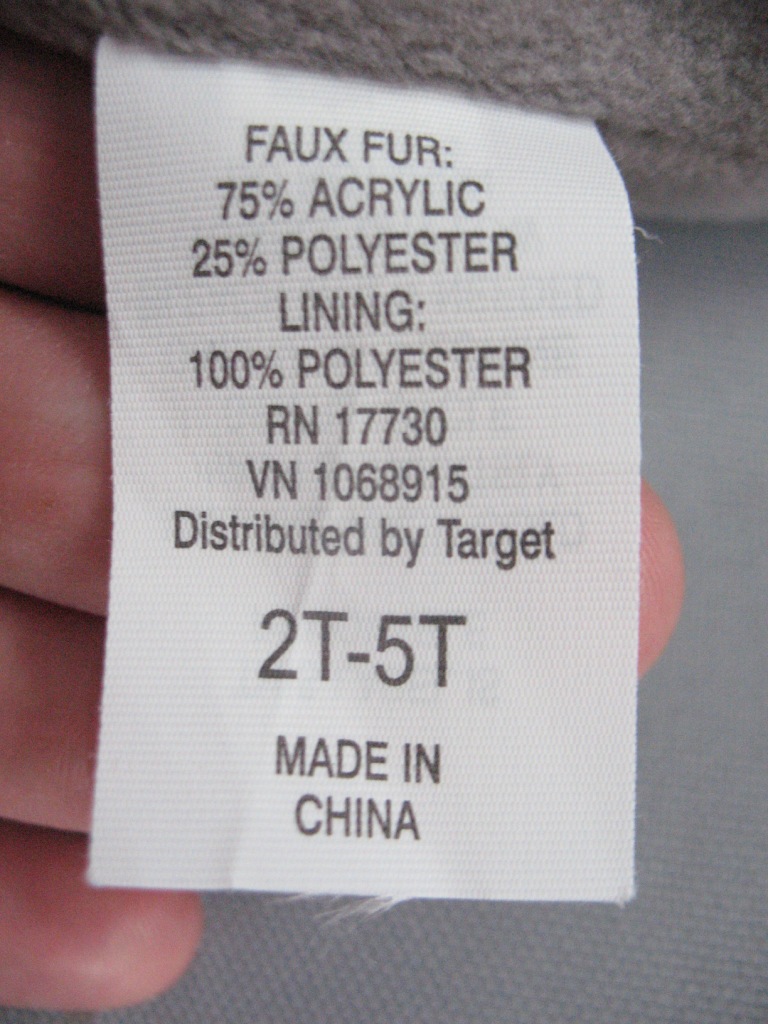 FAUX FUR:
75% ACRYLIC
25% POLYESTER
LINING:
100% POLYESTER
RN 17730
VN 1068915
Distributed by Target
2T-5T
MADE IN
CHINA